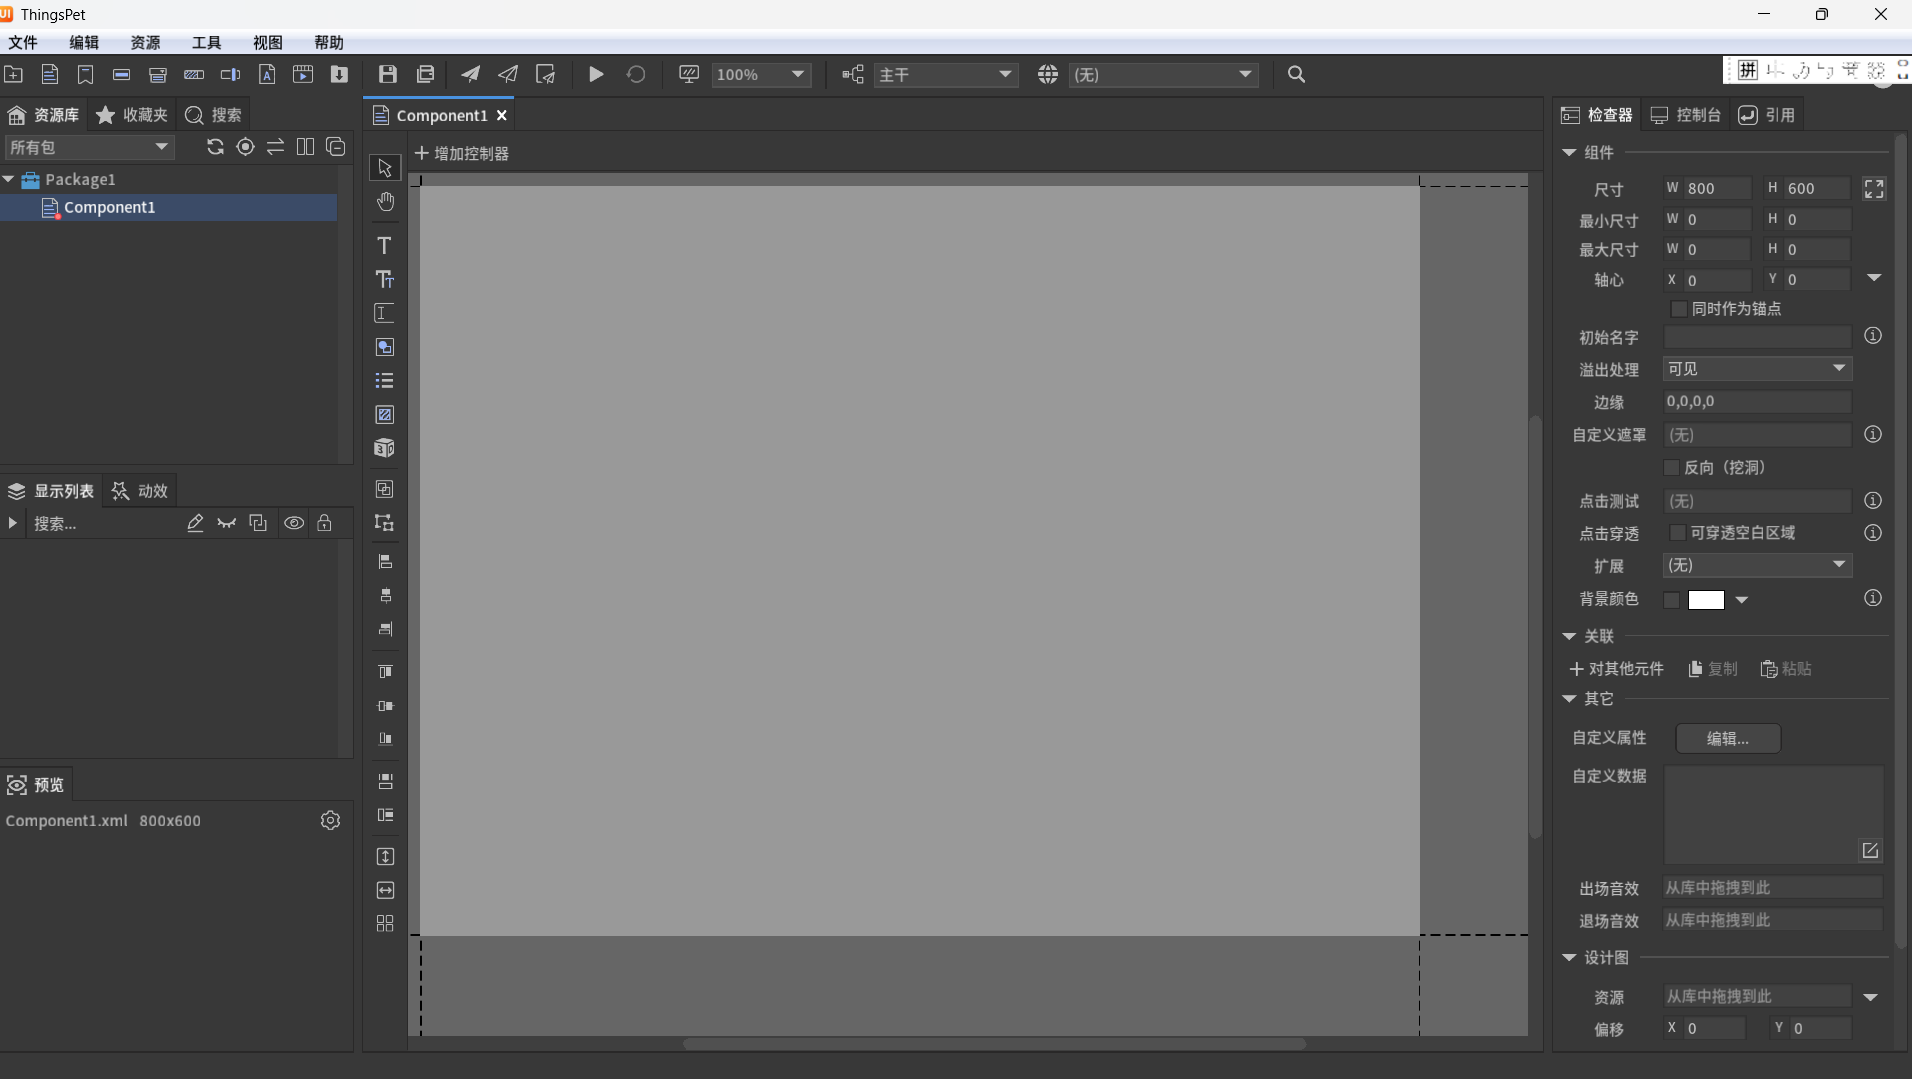 ThingsPet
文件 编辑 资源 工具 视图 帮助
100% 主干 (无)
拼
资源库 收藏夹 搜索
所有包
Package1
Component1
显示列表 动效
搜索...
预览
Component1.xml 800x600
Component1
增加控制器
检查器 控制台 引用
组件
尺寸 W 800 H 600
最小尺寸 W 0 H 0
最大尺寸 W 0 H 0
轴心 X 0 Y 0
同时作为锚点
初始名字
溢出处理 可见
边缘 0,0,0,0
自定义遮罩 (无)
反向（挖洞）
点击测试 (无)
点击穿透 可穿透空白区域
扩展 (无)
背景颜色
关联
对其他元件 复制 粘贴
其它
自定义属性 编辑...
自定义数据
出场音效 从库中拖拽到此
退场音效 从库中拖拽到此
设计图
资源 从库中拖拽到此
偏移 X 0 Y 0